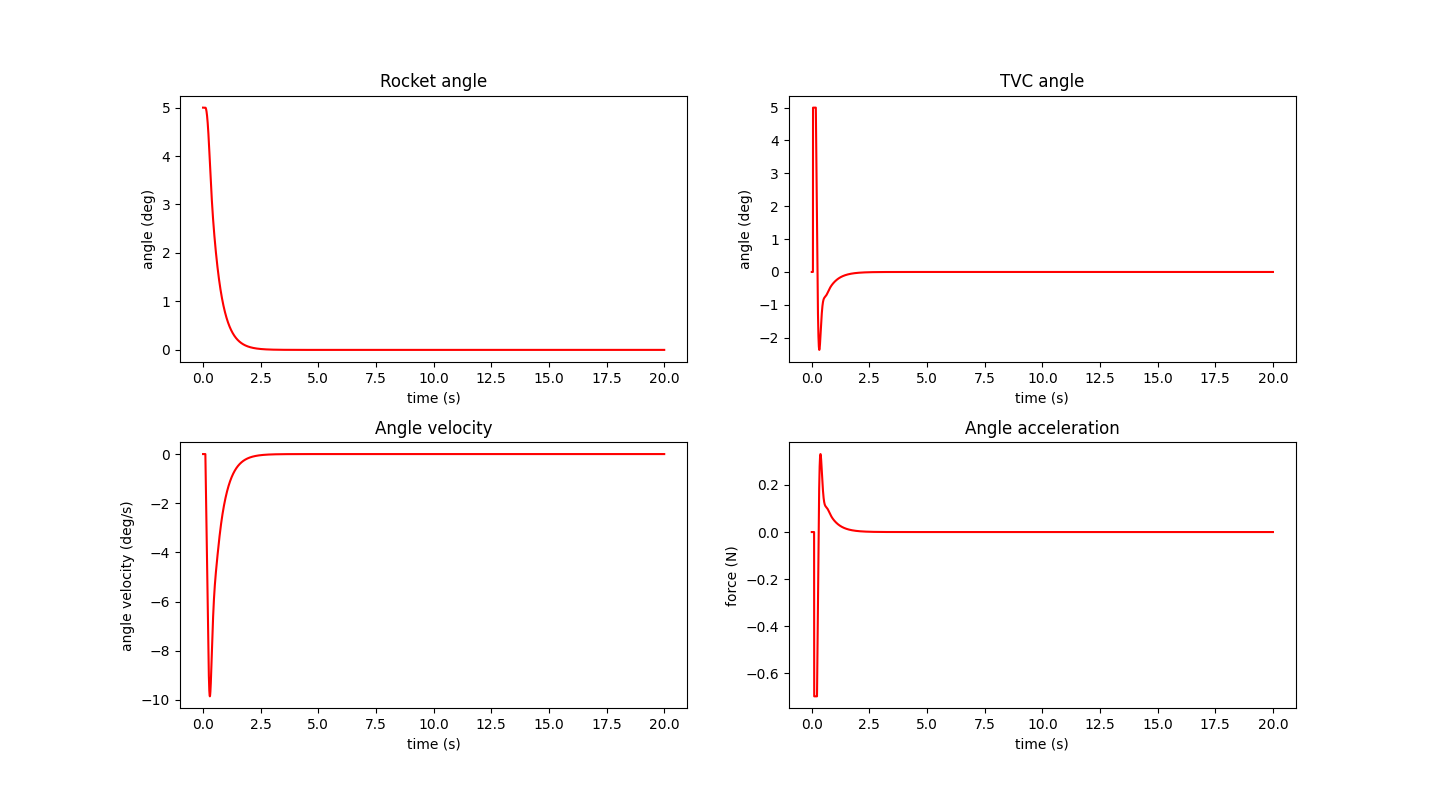 Rocket angle
5
4
3
2
1
0
angle (deg)
0.0 2.5 5.0 7.5 10.0 12.5 15.0 17.5 20.0
time (s)
TVC angle
5
4
3
2
1
0
−1
−2
angle (deg)
0.0 2.5 5.0 7.5 10.0 12.5 15.0 17.5 20.0
time (s)
Angle velocity
0
−2
−4
−6
−8
−10
angle velocity (deg/s)
0.0 2.5 5.0 7.5 10.0 12.5 15.0 17.5 20.0
time (s)
Angle acceleration
0.2
0.0
−0.2
−0.4
−0.6
force (N)
0.0 2.5 5.0 7.5 10.0 12.5 15.0 17.5 20.0
time (s)